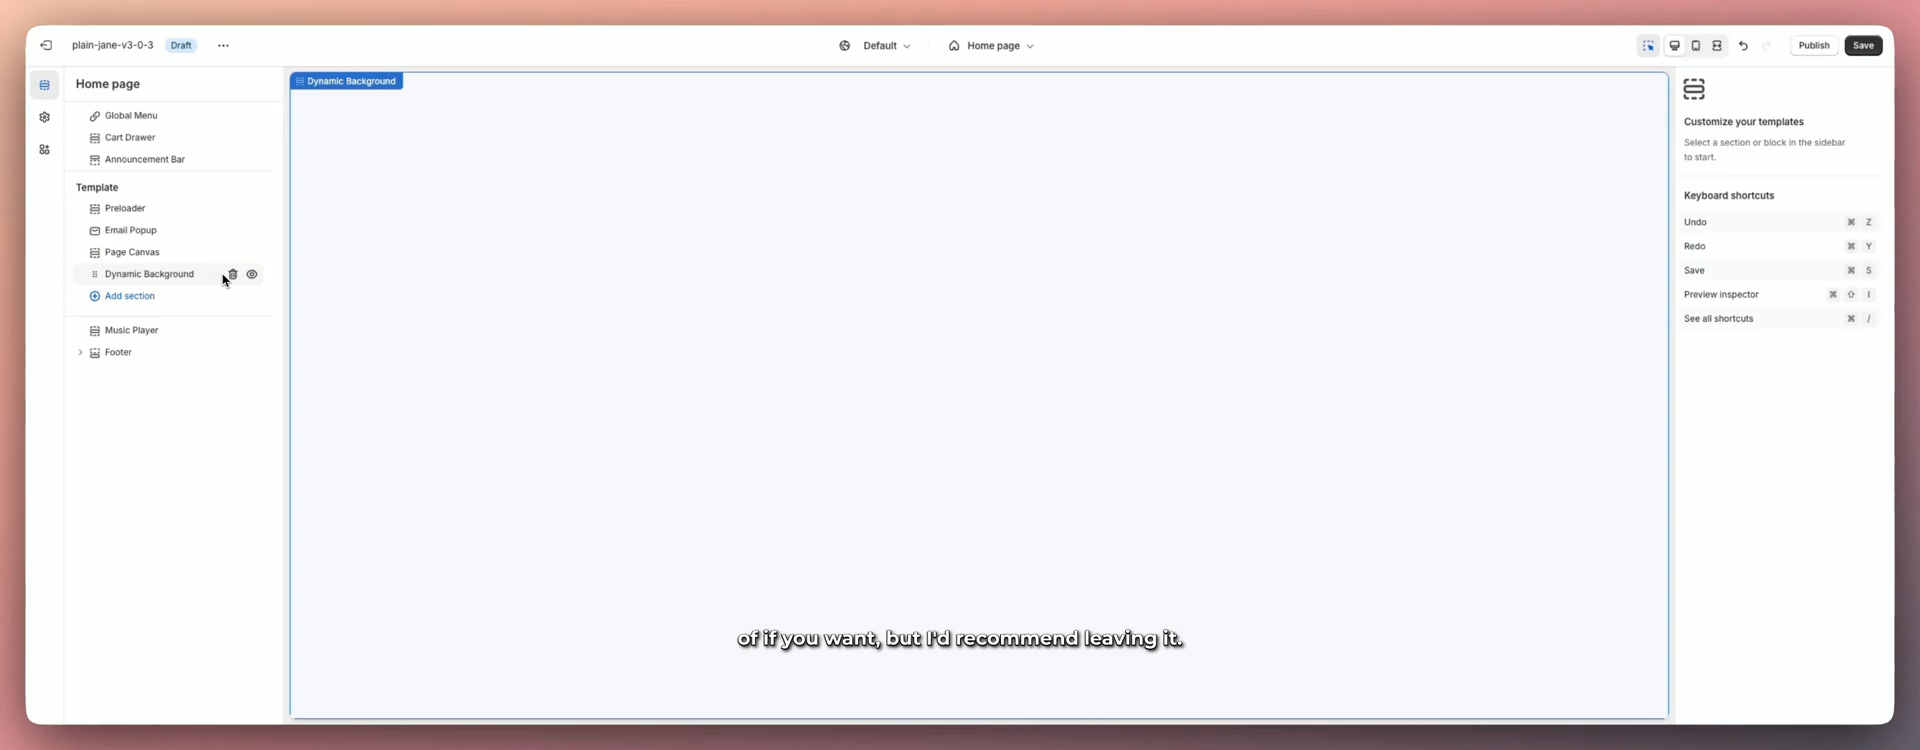 plain-jane-v3-0-3
Draft
Default
Home page
Publish
Save
Home page
Global Menu
Cart Drawer
Announcement Bar
Template
Preloader
Email Popup
Page Canvas
Dynamic Background
Add section
Music Player
Footer
Dynamic Background
of if you want, but I'd recommend leaving it.
Customize your templates
Select a section or block in the sidebar
to start.
Keyboard shortcuts
Undo ⌘ Z
Redo ⌘ Y
Save ⌘ S
Preview inspector ⌘ ⇧ I
See all shortcuts ⌘ /